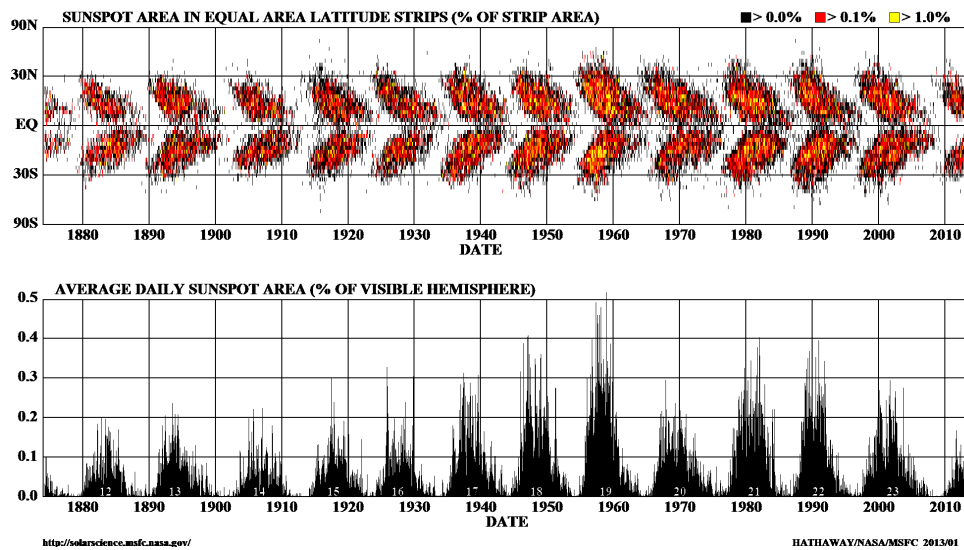 SUNSPOT AREA IN EQUAL AREA LATITUDE STRIPS (% OF STRIP AREA) > 0.0% > 0.1% > 1.0%
90N
30N
EQ
30S
90S
1880 1890 1900 1910 1920 1930 1940 1950 1960 1970 1980 1990 2000 2010
DATE
AVERAGE DAILY SUNSPOT AREA (% OF VISIBLE HEMISPHERE)
0.5
0.4
0.3
0.2
0.1
0.0
12 13 14 15 16 17 18 19 20 21 22 23
1880 1890 1900 1910 1920 1930 1940 1950 1960 1970 1980 1990 2000 2010
DATE
http://solarscience.msfc.nasa.gov/ HATHAWAY/NASA/MSFC 2013/01